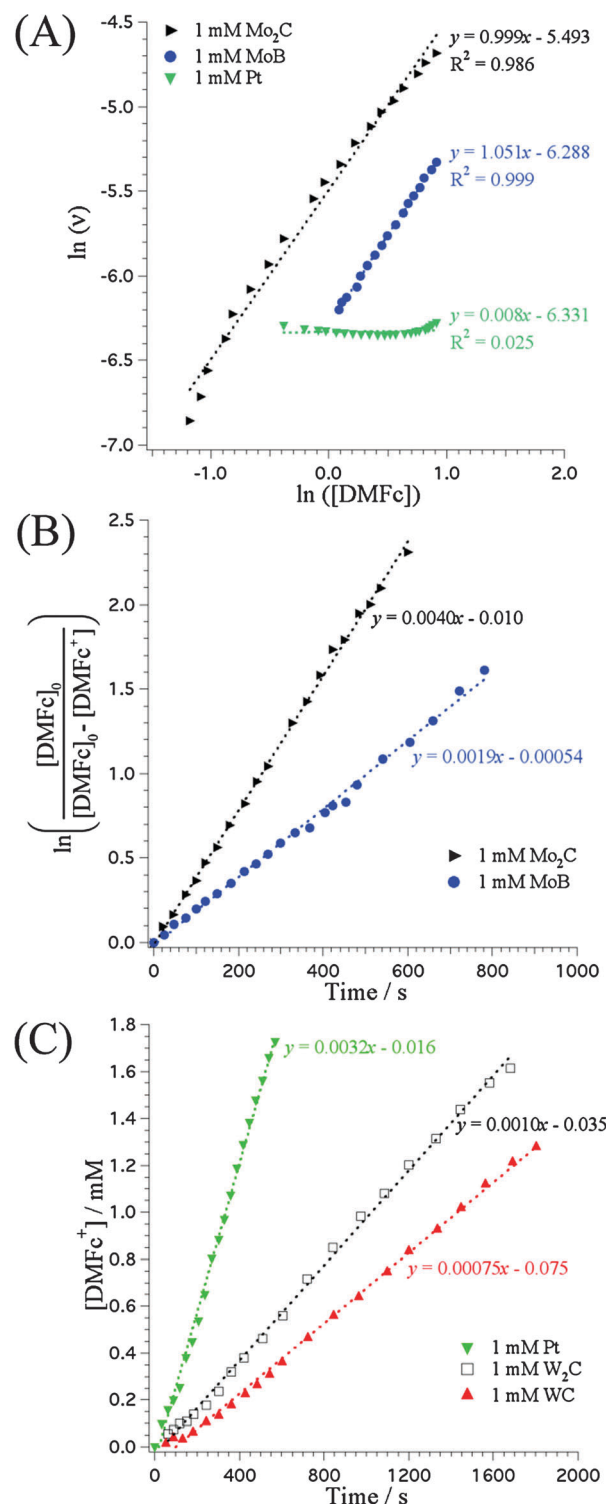 (A)
1 mM Mo₂C
1 mM MoB
1 mM Pt
y = 0.999x - 5.493
R² = 0.986
y = 1.051x - 6.288
R² = 0.999
y = 0.008x - 6.331
R² = 0.025
ln (ν)
-4.5
-5.0
-5.5
-6.0
-6.5
-7.0
-1.0
0.0
1.0
2.0
ln ([DMFc])
(B)
ln ( [DMFc]₀
[DMFc]₀ - [DMFc⁺] )
2.5
2.0
1.5
1.0
0.5
0.0
y = 0.0040x - 0.010
y = 0.0019x - 0.00054
1 mM Mo₂C
1 mM MoB
0
200
400
600
800
1000
Time / s
(C)
[DMFc⁺] / mM
1.8
1.6
1.4
1.2
1.0
0.8
0.6
0.4
0.2
0.0
y = 0.0032x - 0.016
y = 0.0010x - 0.035
y = 0.00075x - 0.075
1 mM Pt
1 mM W₂C
1 mM WC
0
400
800
1200
1600
2000
Time / s